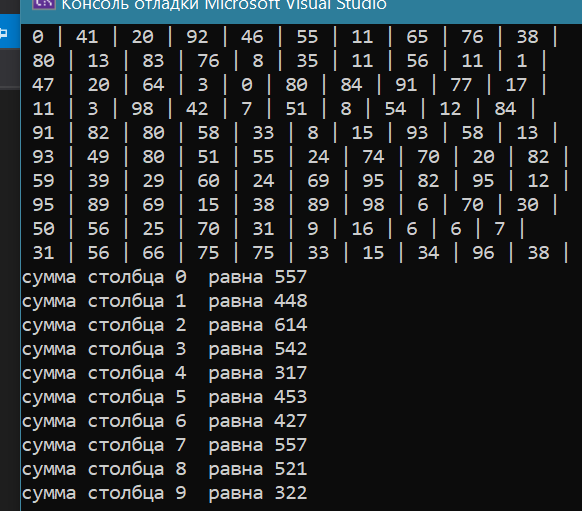 Консоль отладки Microsoft Visual Studio
0 | 41 | 20 | 92 | 46 | 55 | 11 | 65 | 76 | 38 |
80 | 13 | 83 | 76 | 8 | 35 | 11 | 56 | 11 | 1 |
47 | 20 | 64 | 3 | 0 | 80 | 84 | 91 | 77 | 17 |
11 | 3 | 98 | 42 | 7 | 51 | 8 | 54 | 12 | 84 |
91 | 82 | 80 | 58 | 33 | 8 | 15 | 93 | 58 | 13 |
93 | 49 | 80 | 51 | 55 | 24 | 74 | 70 | 20 | 82 |
59 | 39 | 29 | 60 | 24 | 69 | 95 | 82 | 95 | 12 |
95 | 89 | 69 | 15 | 38 | 89 | 98 | 6 | 70 | 30 |
50 | 56 | 25 | 70 | 31 | 9 | 16 | 6 | 6 | 7 |
31 | 56 | 66 | 75 | 75 | 33 | 15 | 34 | 96 | 38 |
сумма столбца 0  равна 557
сумма столбца 1  равна 448
сумма столбца 2  равна 614
сумма столбца 3  равна 542
сумма столбца 4  равна 317
сумма столбца 5  равна 453
сумма столбца 6  равна 427
сумма столбца 7  равна 557
сумма столбца 8  равна 521
сумма столбца 9  равна 322